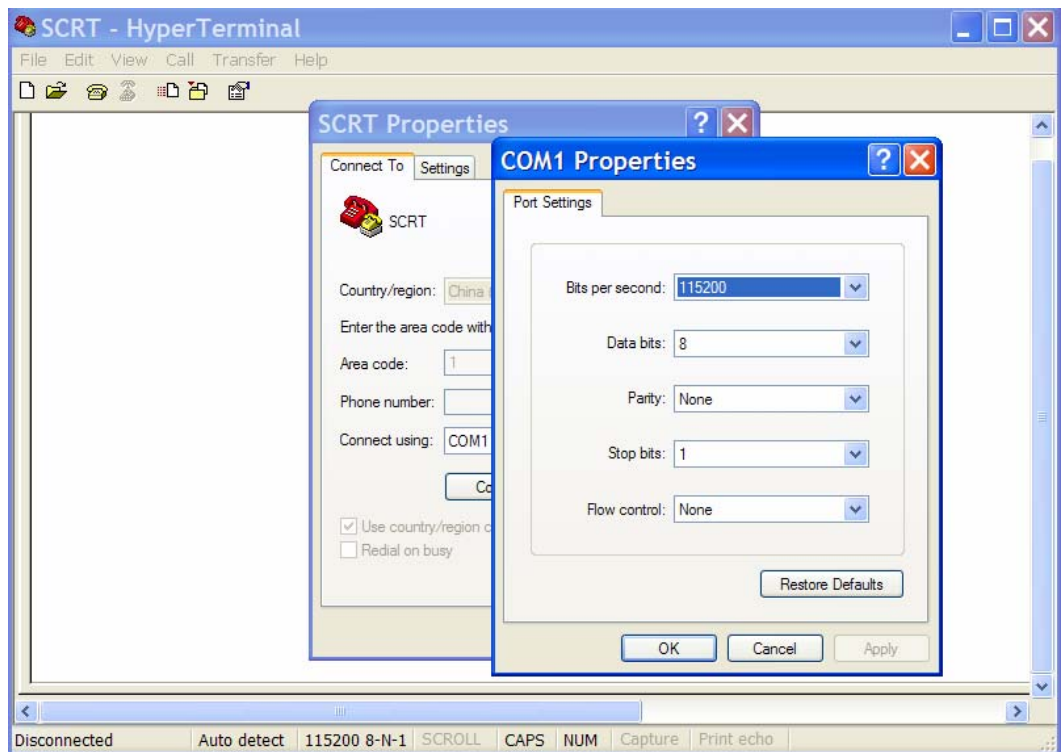 SCRT - HyperTerminal
File Edit View Call Transfer Help
SCRT Properties
Connect To Settings
SCRT
Country/region: China (
Enter the area code with
Area code: 1
Phone number:
Connect using: COM1
Co
Use country/region c
Redial on busy
COM1 Properties
Port Settings
Bits per second: 115200
Data bits: 8
Parity: None
Stop bits: 1
Flow control: None
Restore Defaults
OK Cancel Apply
Disconnected Auto detect 115200 8-N-1 SCROLL CAPS NUM Capture Print echo